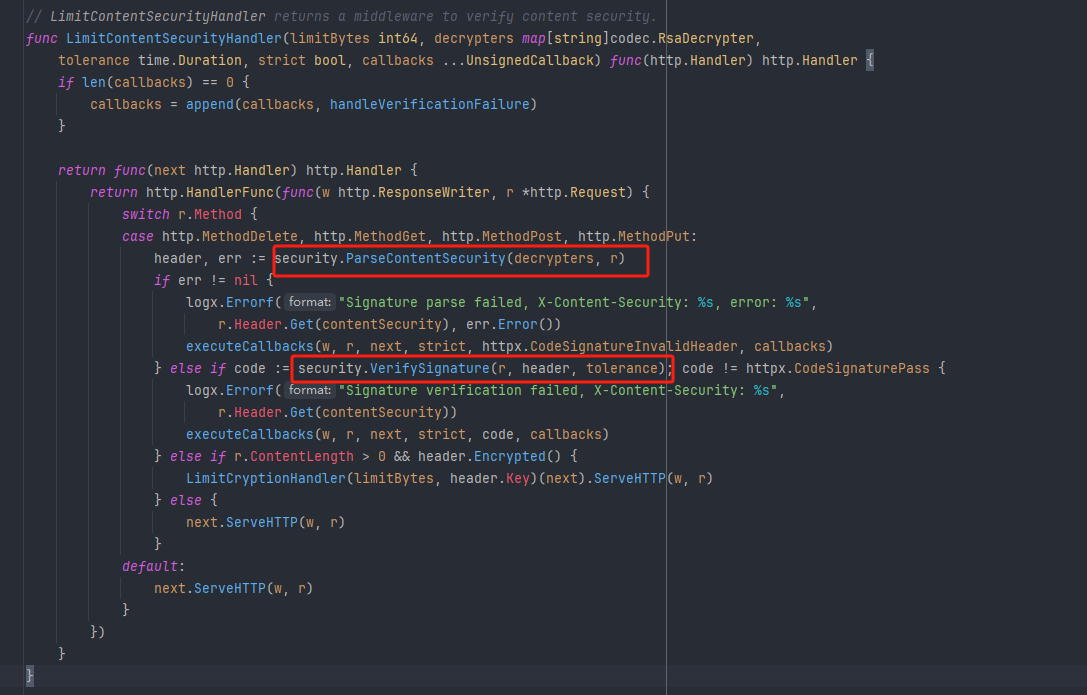 // LimitContentSecurityHandler returns a middleware to verify content security.
func LimitContentSecurityHandler(limitBytes int64, decrypters map[string]codec.RsaDecrypter,
    tolerance time.Duration, strict bool, callbacks ...UnsignedCallback) func(http.Handler) http.Handler {
    if len(callbacks) == 0 {
        callbacks = append(callbacks, handleVerificationFailure)
    }

    return func(next http.Handler) http.Handler {
        return http.HandlerFunc(func(w http.ResponseWriter, r *http.Request) {
            switch r.Method {
            case http.MethodDelete, http.MethodGet, http.MethodPost, http.MethodPut:
                header, err := security.ParseContentSecurity(decrypters, r)
                if err != nil {
                    logx.Errorf( format: "Signature parse failed, X-Content-Security: %s, error: %s",
                        r.Header.Get(contentSecurity), err.Error())
                    executeCallbacks(w, r, next, strict, httpx.CodeSignatureInvalidHeader, callbacks)
                } else if code := security.VerifySignature(r, header, tolerance); code != httpx.CodeSignaturePass {
                    logx.Errorf( format: "Signature verification failed, X-Content-Security: %s",
                        r.Header.Get(contentSecurity))
                    executeCallbacks(w, r, next, strict, code, callbacks)
                } else if r.ContentLength > 0 && header.Encrypted() {
                    LimitCryptionHandler(limitBytes, header.Key)(next).ServeHTTP(w, r)
                } else {
                    next.ServeHTTP(w, r)
                }
            default:
                next.ServeHTTP(w, r)
            }
        })
    }
}